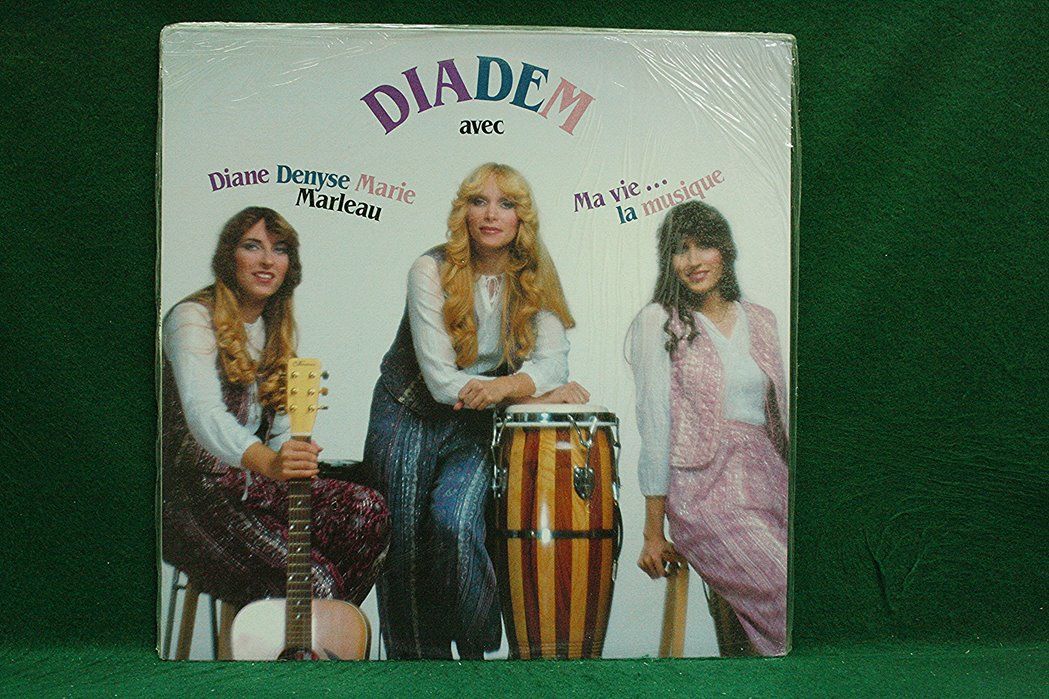 DIADEM
avec
Diane Denyse Marie
Marleau
Ma vie...
la musique